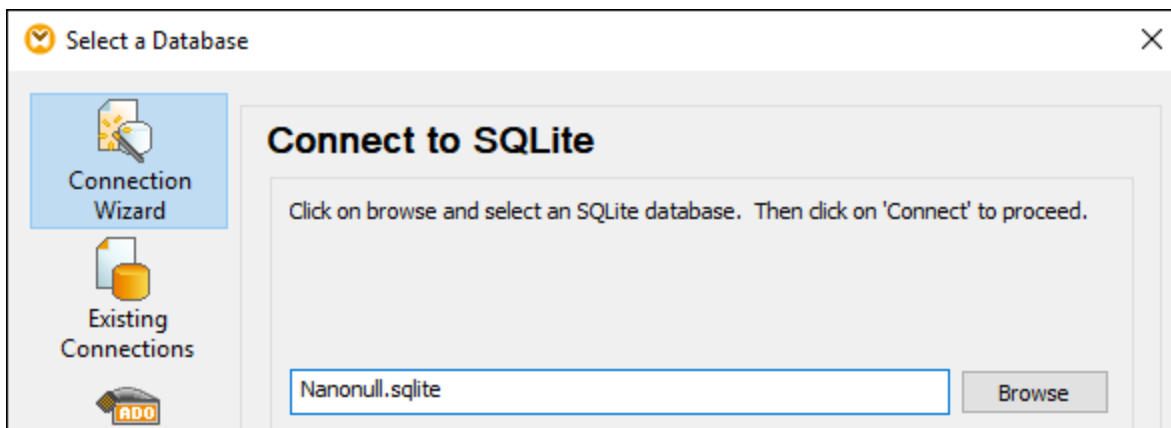 Select a Database
Connection
Wizard
Existing
Connections
ADO
Connect to SQLite
Click on browse and select an SQLite database. Then click on 'Connect' to proceed.
Nanonull.sqlite
Browse